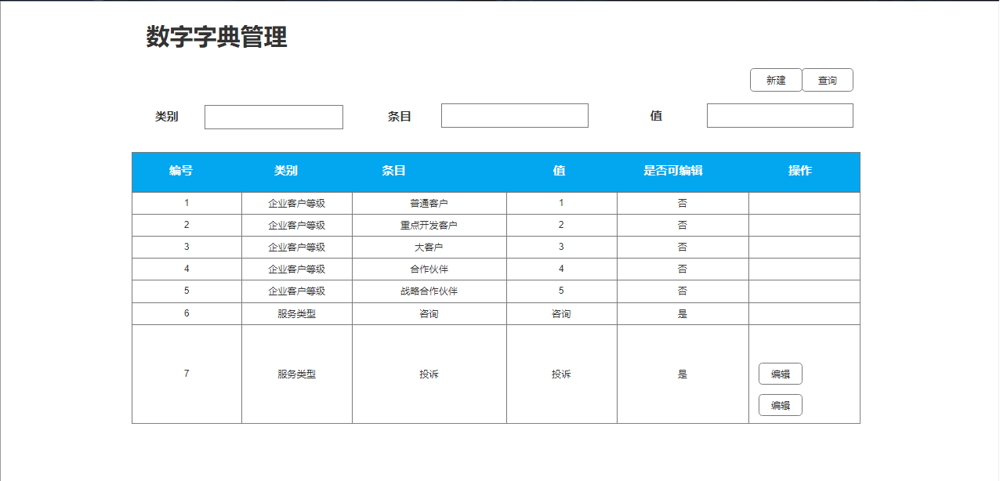 数字字典管理
新建 查询
类别 条目 值
编号 类别 条目 值 是否可编辑 操作
1 企业客户等级 普通客户 1 否
2 企业客户等级 重点开发客户 2 否
3 企业客户等级 大客户 3 否
4 企业客户等级 合作伙伴 4 否
5 企业客户等级 战略合作伙伴 5 否
6 服务类型 咨询 咨询 是
7 服务类型 投诉 投诉 是 编辑
编辑